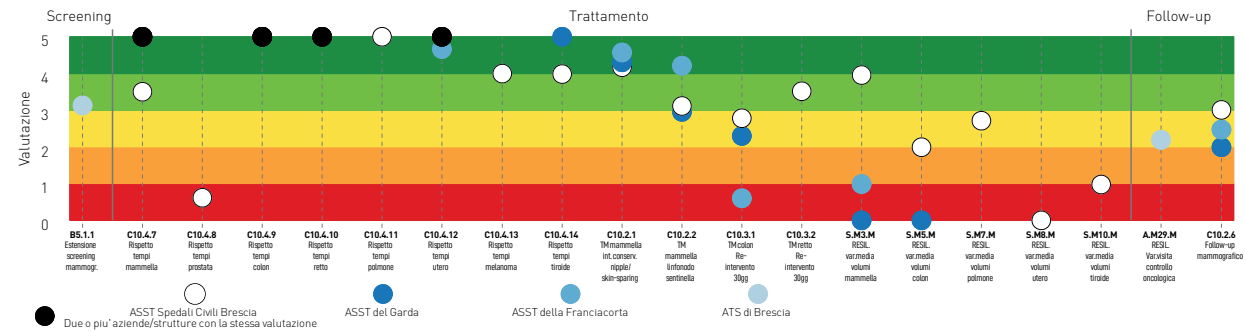 Screening
Trattamento
Follow-up
Valutazione
5
4
3
2
1
0
B5.1.1
Estensione
screening
mammogr.
C10.4.7
Rispetto
tempi
mammella
C10.4.8
Rispetto
tempi
prostata
C10.4.9
Rispetto
tempi
colon
C10.4.10
Rispetto
tempi
retto
C10.4.11
Rispetto
tempi
polmone
C10.4.12
Rispetto
tempi
utero
C10.4.13
Rispetto
tempi
melanoma
C10.4.14
Rispetto
tempi
tiroide
C10.2.1
TM mammella
int.conserv.
nipple/
skin-sparing
C10.2.2
TM
mammella
linfonodo
sentinella
C10.3.1
TM colon
Re-
intervento
30gg
C10.3.2
TM retto
Re-
intervento
30gg
S.M3.M
RESIL.
var.media
volumi
mammella
S.M5.M
RESIL.
var.media
volumi
colon
S.M7.M
RESIL.
var.media
volumi
polmone
S.M8.M
RESIL.
var.media
volumi
utero
S.M10.M
RESIL.
var.media
volumi
tiroide
A.M29.M
RESIL.
Var.visita
controllo
oncologica
C10.2.6
Follow-up
mammografico
ASST Spedali Civili Brescia
ASST del Garda
ASST della Franciacorta
ATS di Brescia
Due o piu' aziende/strutture con la stessa valutazione